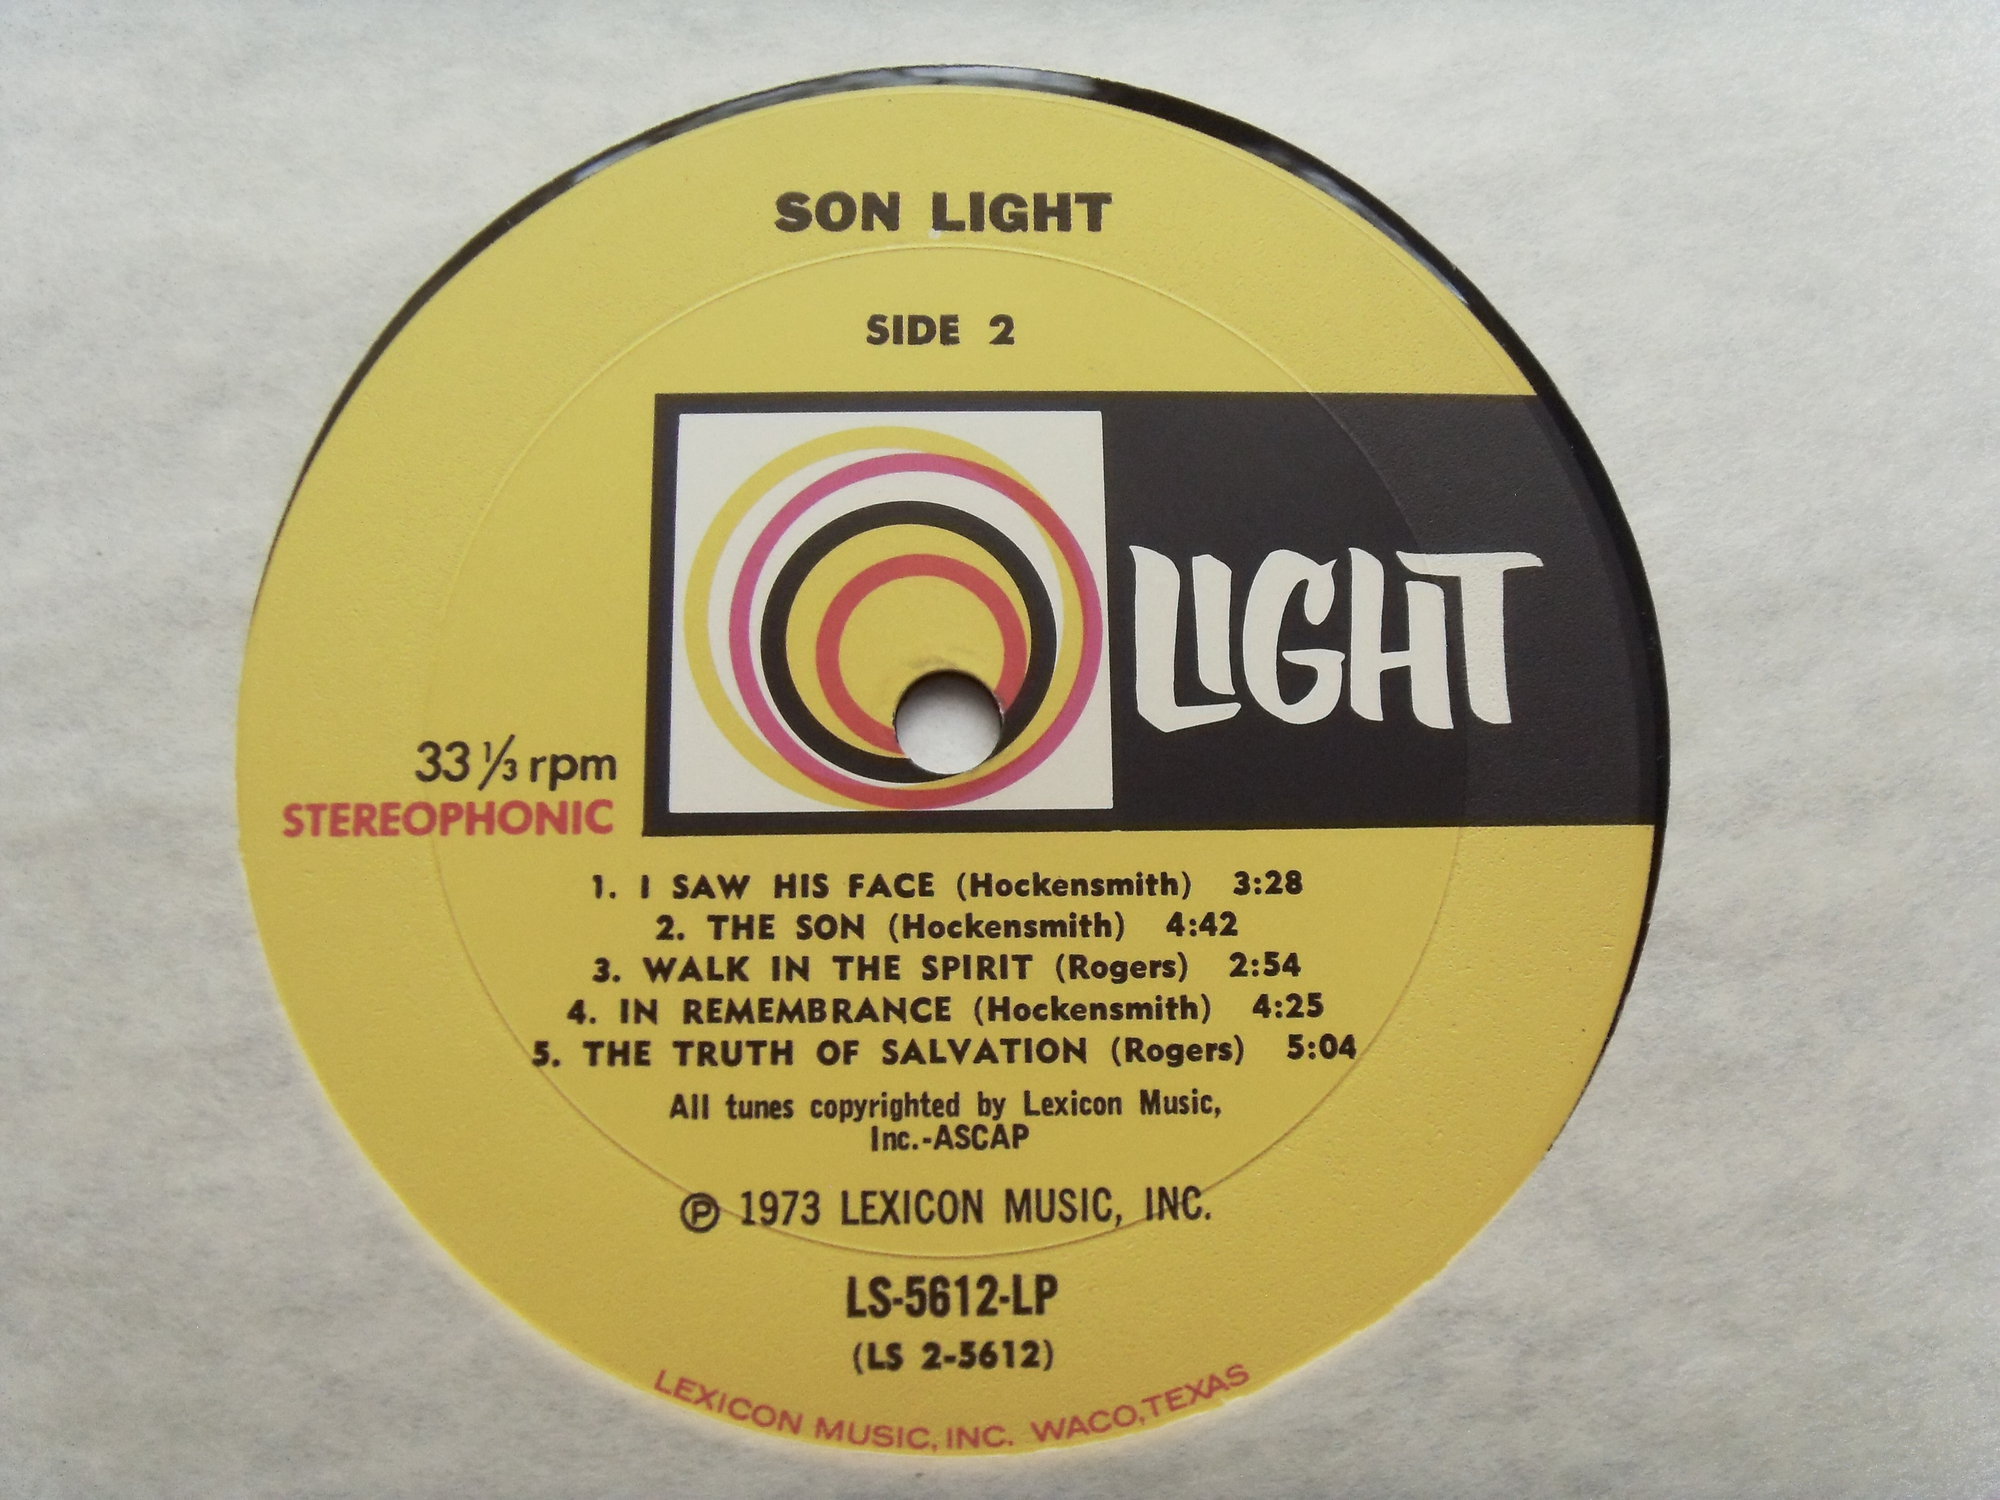 SON LIGHT
SIDE 2
LIGHT
33 1/3 rpm
STEREOPHONIC
1. I SAW HIS FACE (Hockensmith) 3:28
2. THE SON (Hockensmith) 4:42
3. WALK IN THE SPIRIT (Rogers) 2:54
4. IN REMEMBRANCE (Hockensmith) 4:25
5. THE TRUTH OF SALVATION (Rogers) 5:04
All tunes copyrighted by Lexicon Music,
Inc.-ASCAP
℗ 1973 LEXICON MUSIC, INC.
LS-5612-LP
(LS 2-5612)
LEXICON MUSIC, INC. WACO, TEXAS